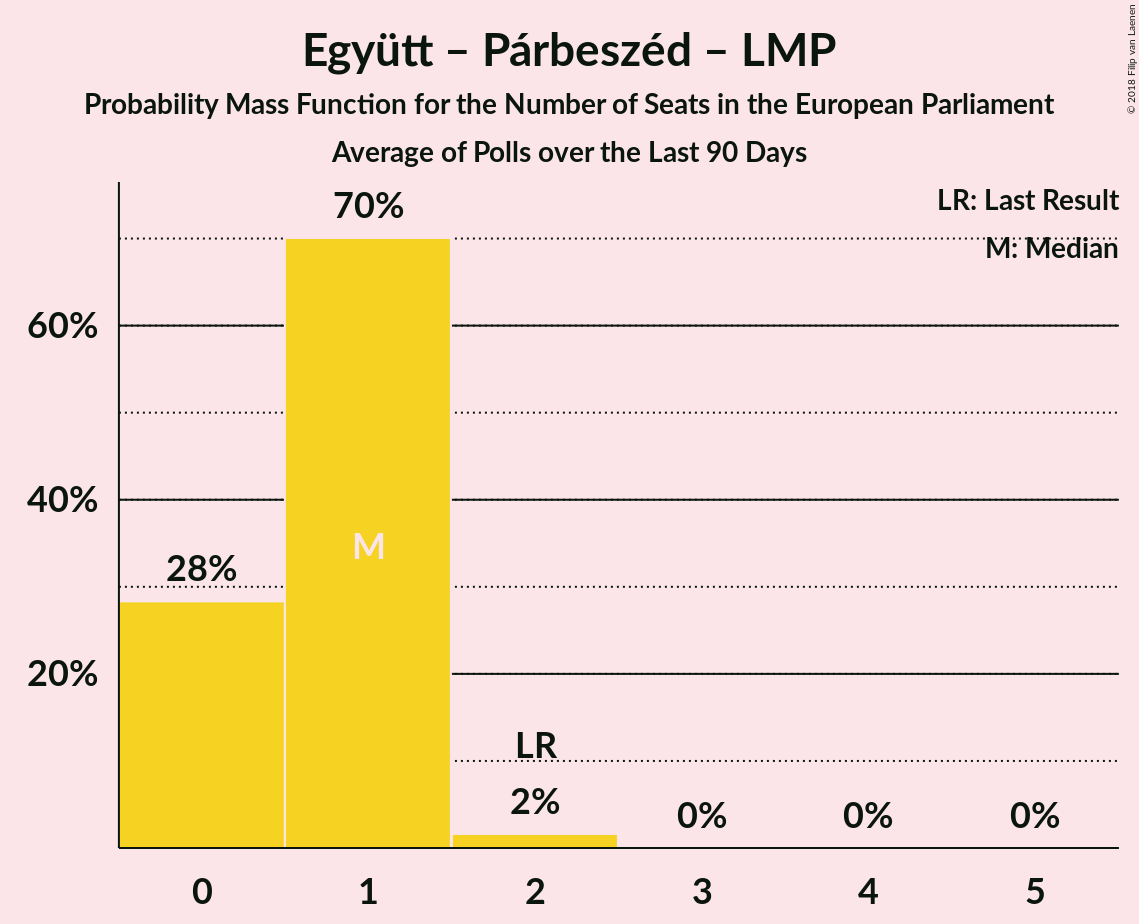 Együtt – Párbeszéd – LMP
Probability Mass Function for the Number of Seats in the European Parliament
Average of Polls over the Last 90 Days
© 2018 Filip van Laenen
LR: Last Result
M: Median
70%
60%
40%
28%
20%
M
LR
2%
0%
0%
0%
0 1 2 3 4 5